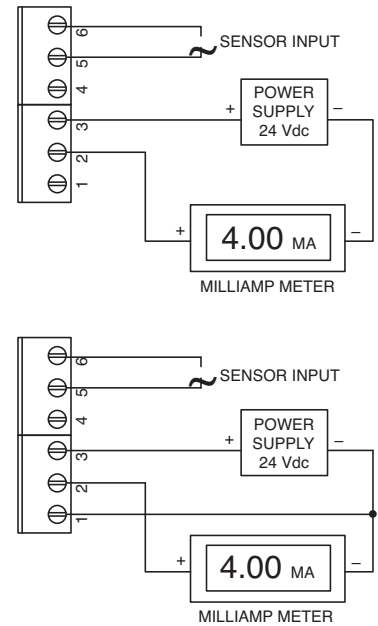 6
SENSOR INPUT
5
4
POWER
SUPPLY
24 Vdc
+
–
3
2
1
+
4.00 MA
–
MILLIAMP METER
6
SENSOR INPUT
5
4
POWER
SUPPLY
24 Vdc
+
–
3
2
1
+
4.00 MA
–
MILLIAMP METER